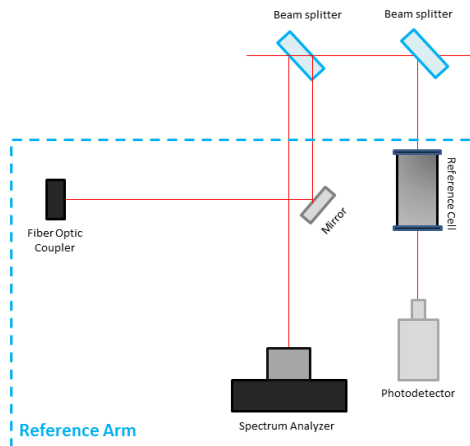 Beam splitter
Beam splitter
Reference Cell
Fiber Optic
Coupler
Mirror
Photodetector
Spectrum Analyzer
Reference Arm